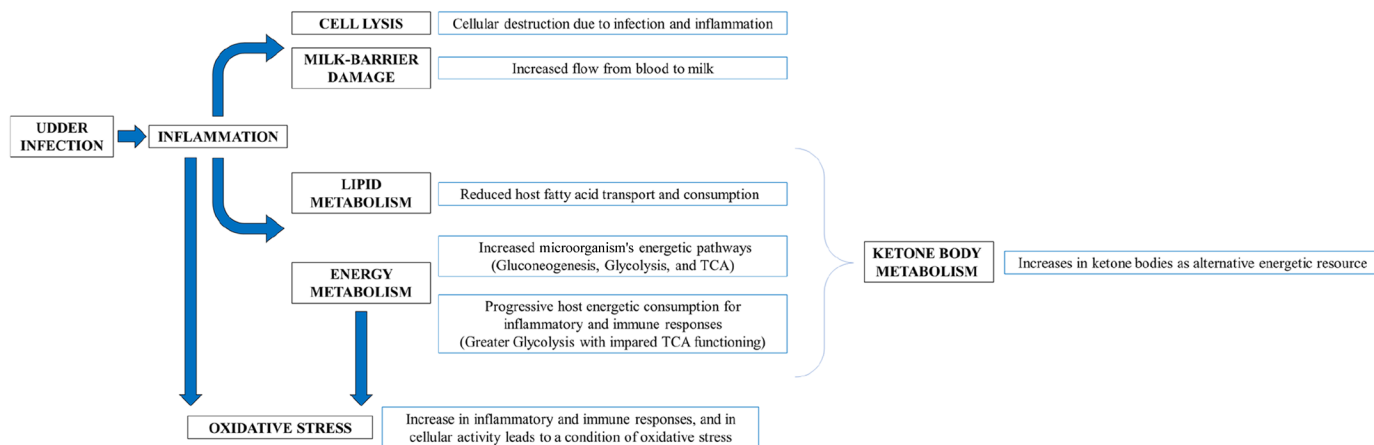 CELL LYSIS
Cellular destruction due to infection and inflammation
MILK-BARRIER
DAMAGE
Increased flow from blood to milk
UDDER
INFECTION
INFLAMMATION
LIPID
METABOLISM
Reduced host fatty acid transport and consumption
ENERGY
METABOLISM
Increased microorganism's energetic pathways
(Gluconeogenesis, Glycolysis, and TCA)
Progressive host energetic consumption for
inflammatory and immune responses
(Greater Glycolysis with impared TCA functioning)
KETONE BODY
METABOLISM
Increases in ketone bodies as alternative energetic resource
OXIDATIVE STRESS
Increase in inflammatory and immune responses, and in
cellular activity leads to a condition of oxidative stress